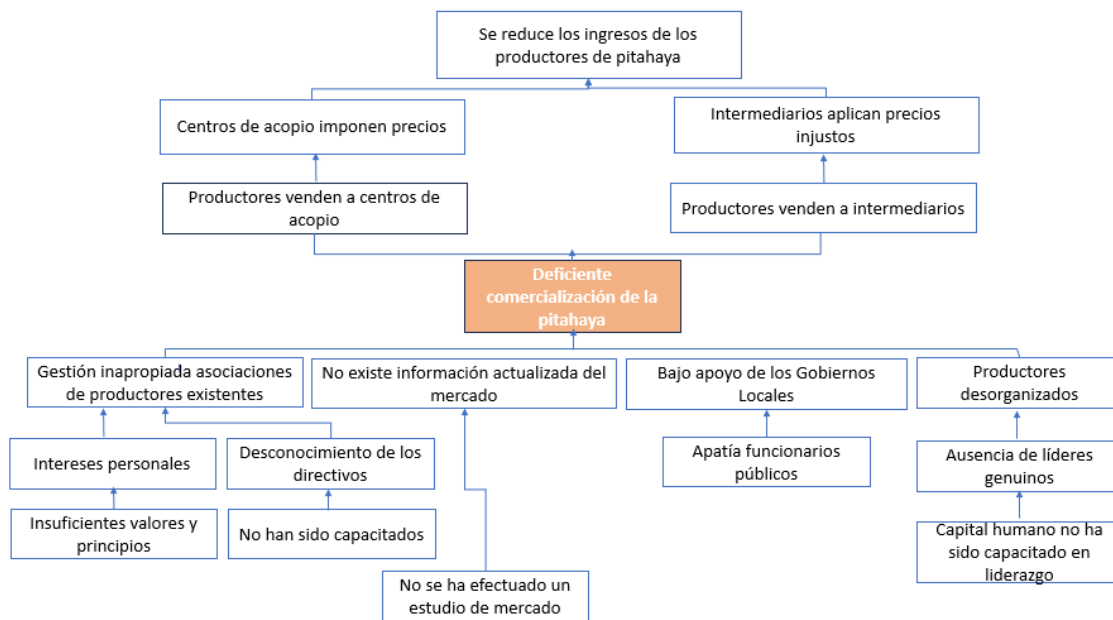 Se reduce los ingresos de los
productores de pitahaya
Centros de acopio imponen precios
Intermediarios aplican precios
injustos
Productores venden a centros de
acopio
Productores venden a intermediarios
Deficiente
comercialización de la
pitahaya
Gestión inapropiada asociaciones
de productores existentes
No existe información actualizada del
mercado
Bajo apoyo de los Gobiernos
Locales
Productores
desorganizados
Intereses personales
Desconocimiento de los
directivos
Apatía funcionarios
públicos
Ausencia de líderes
genuinos
Insuficientes valores y
principios
No han sido capacitados
Capital humano no ha
sido capacitado en
liderazgo
No se ha efectuado un
estudio de mercado